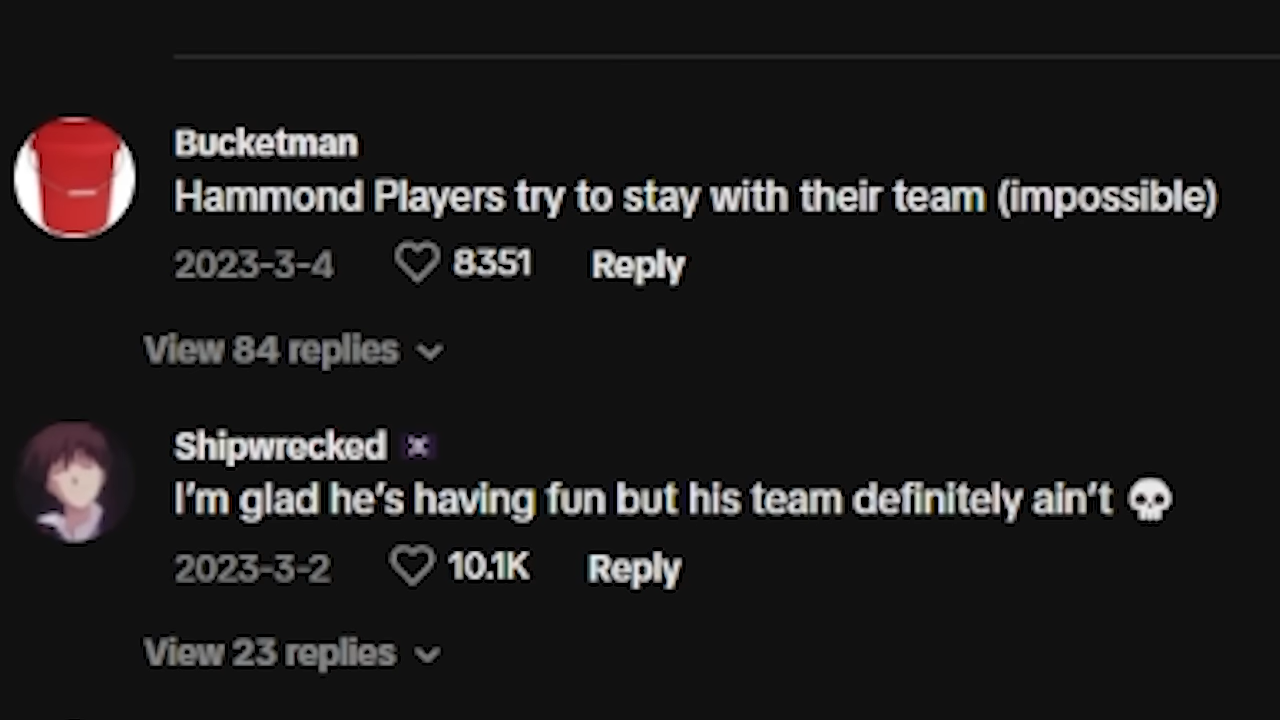 Bucketman
Hammond Players try to stay with their team (impossible)
2023-3-4 8351 Reply
View 84 replies
Shipwrecked
I'm glad he's having fun but his team definitely ain't 💀
2023-3-2 10.1K Reply
View 23 replies